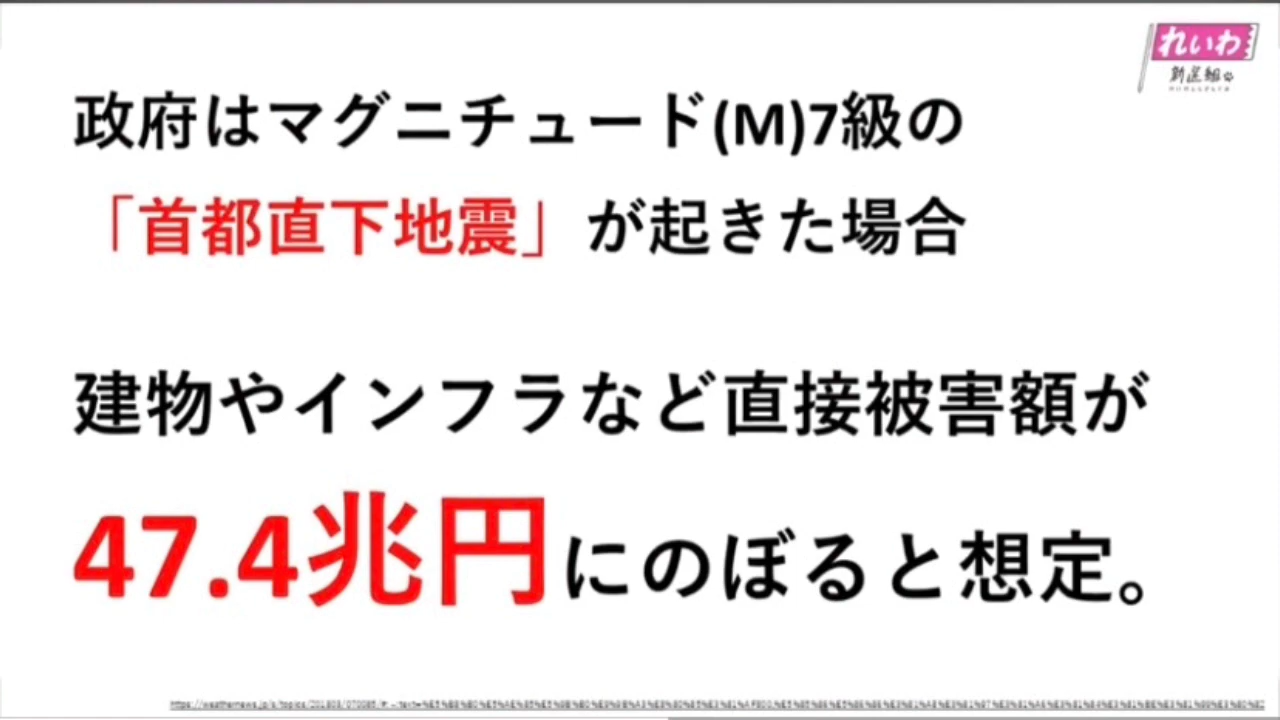 れいわ
新選組
政府はマグニチュード(M)7級の
「首都直下地震」が起きた場合
建物やインフラなど直接被害額が
47.4兆円にのぼると想定。